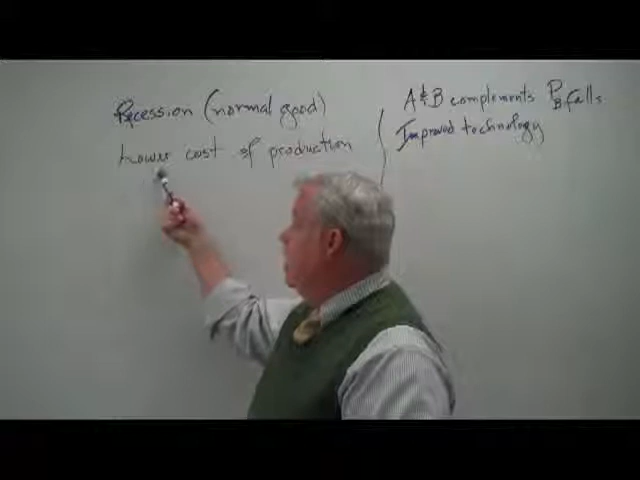 Recession (normal good)
Lower cost of production
A & B complements P_B falls
Improved technology